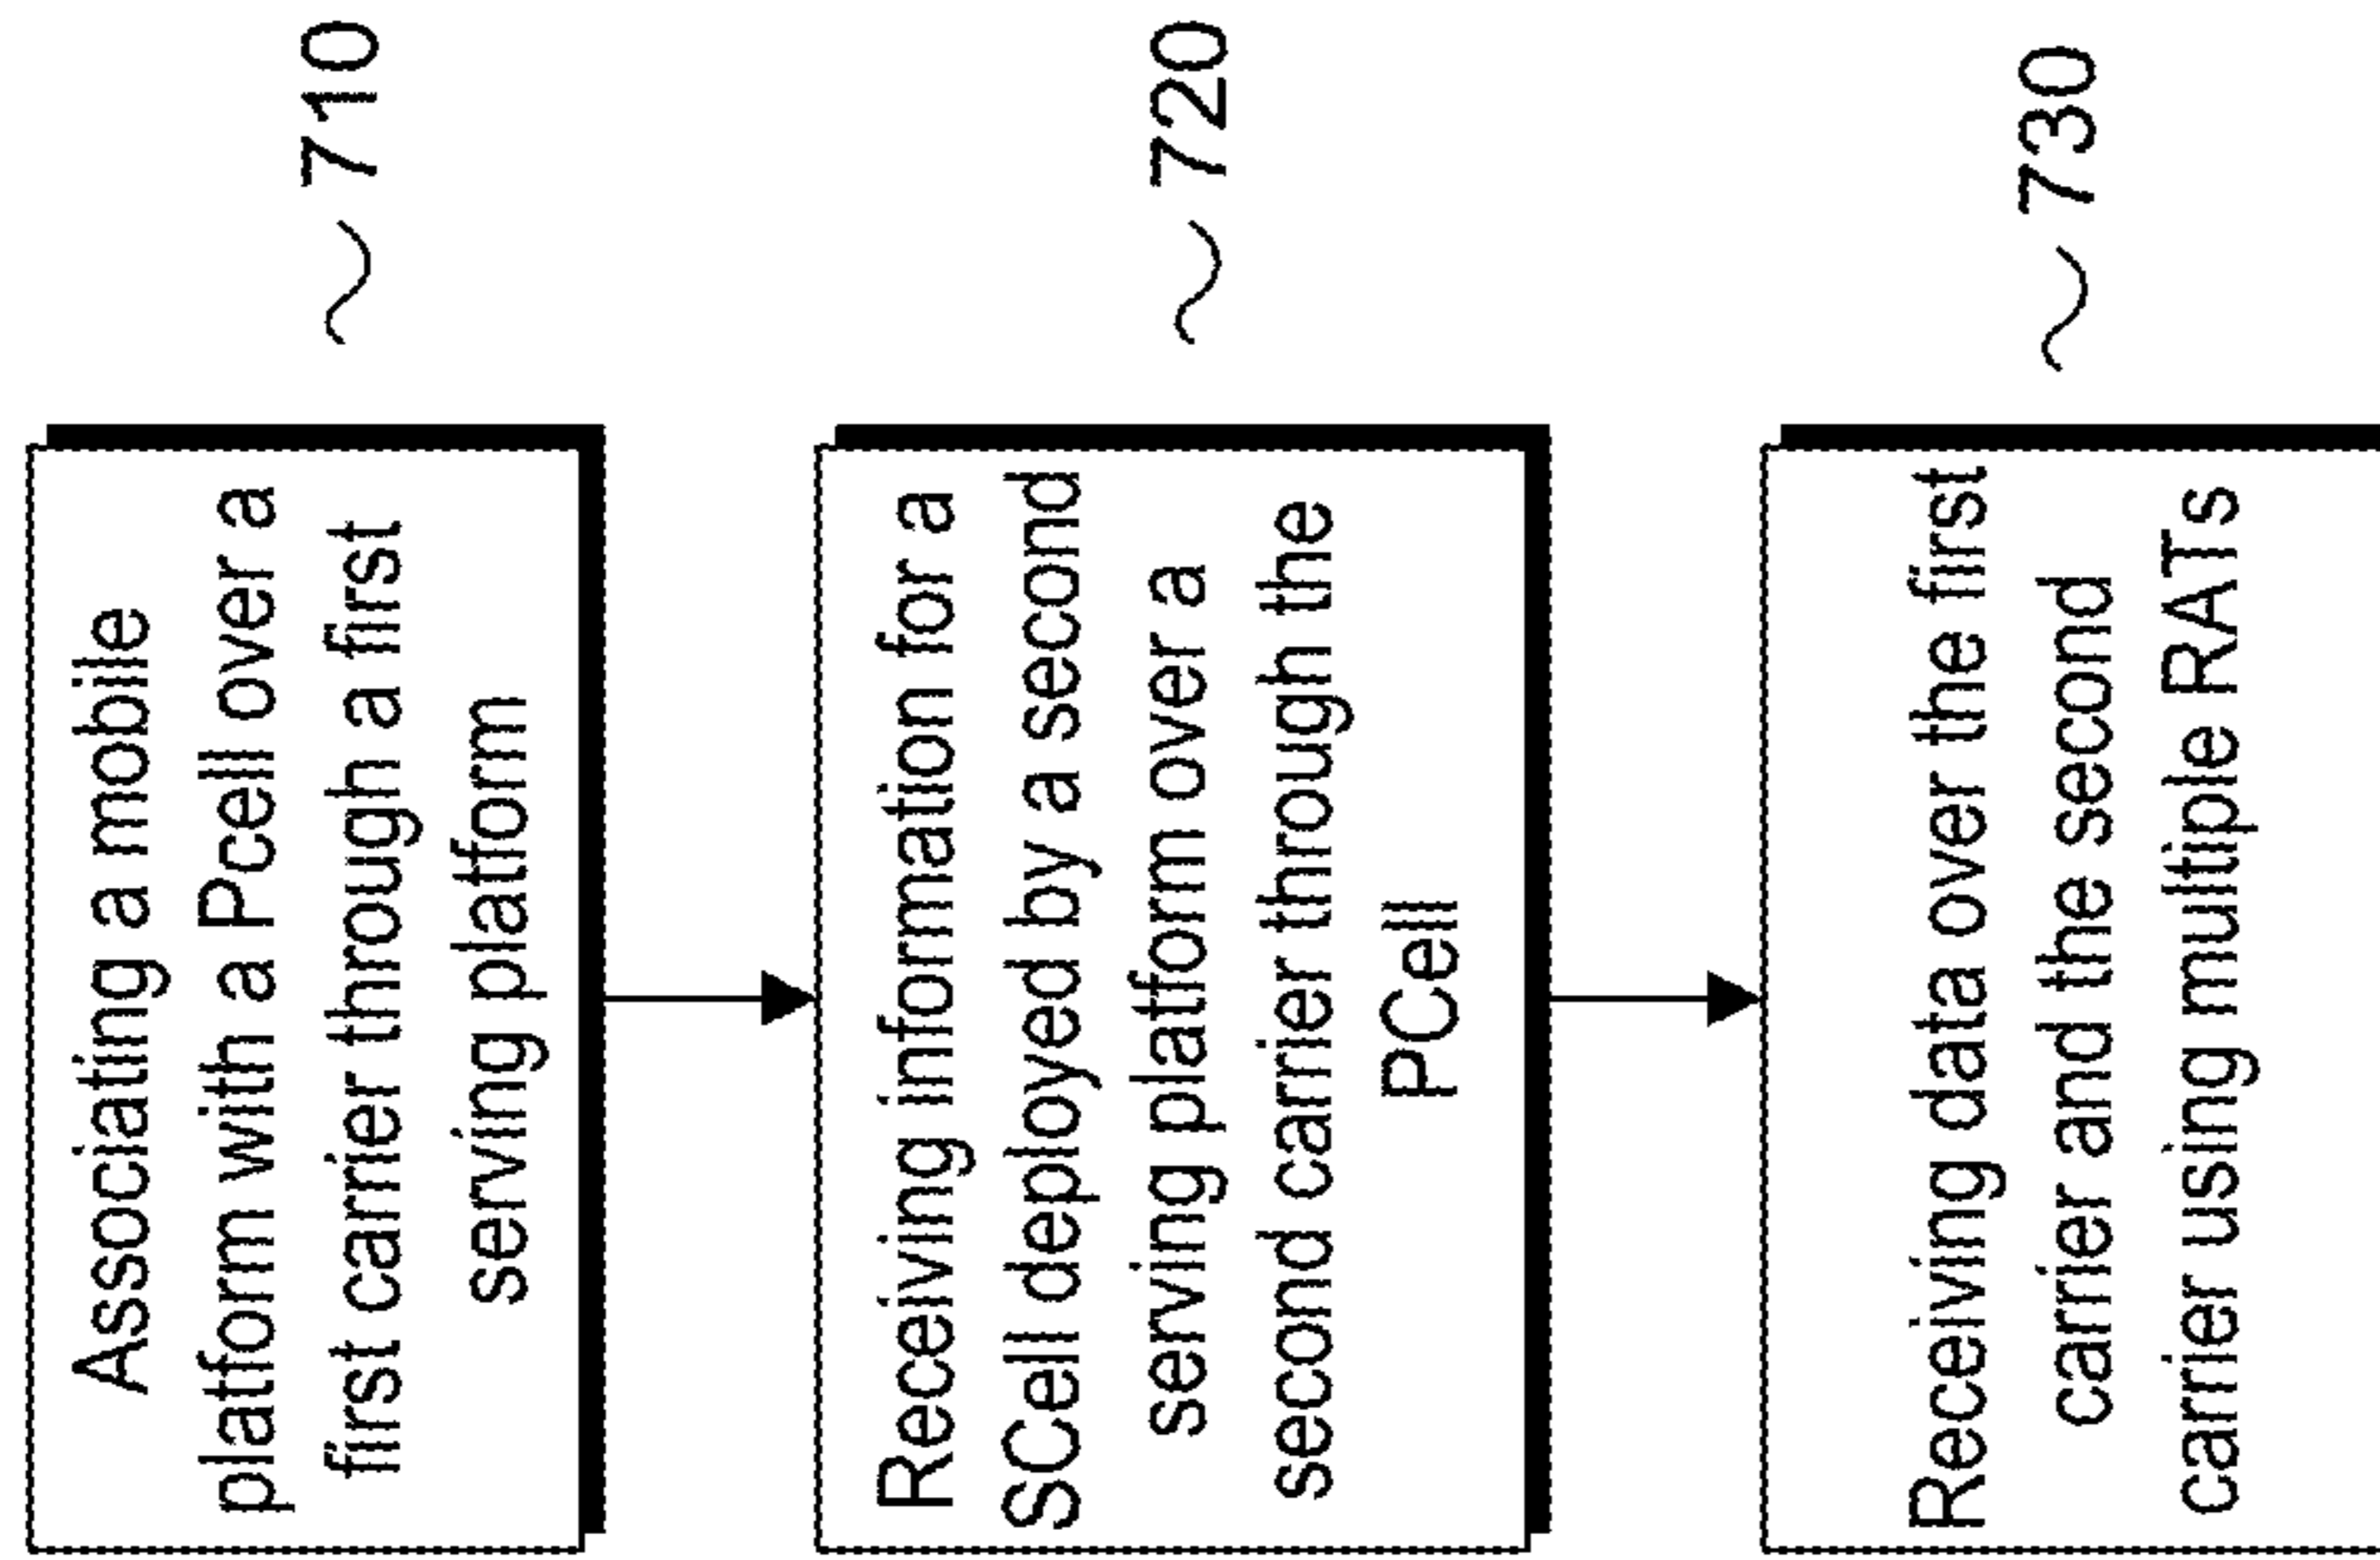 Associating a mobile
platform with a Pcell over a
first carrier through a first
serving platform
710
Receiving information for a
SCell deployed by a second
serving platform over a
second carrier through the
PCell
720
Receiving data over the first
carrier and the second
carrier using multiple RATs
730